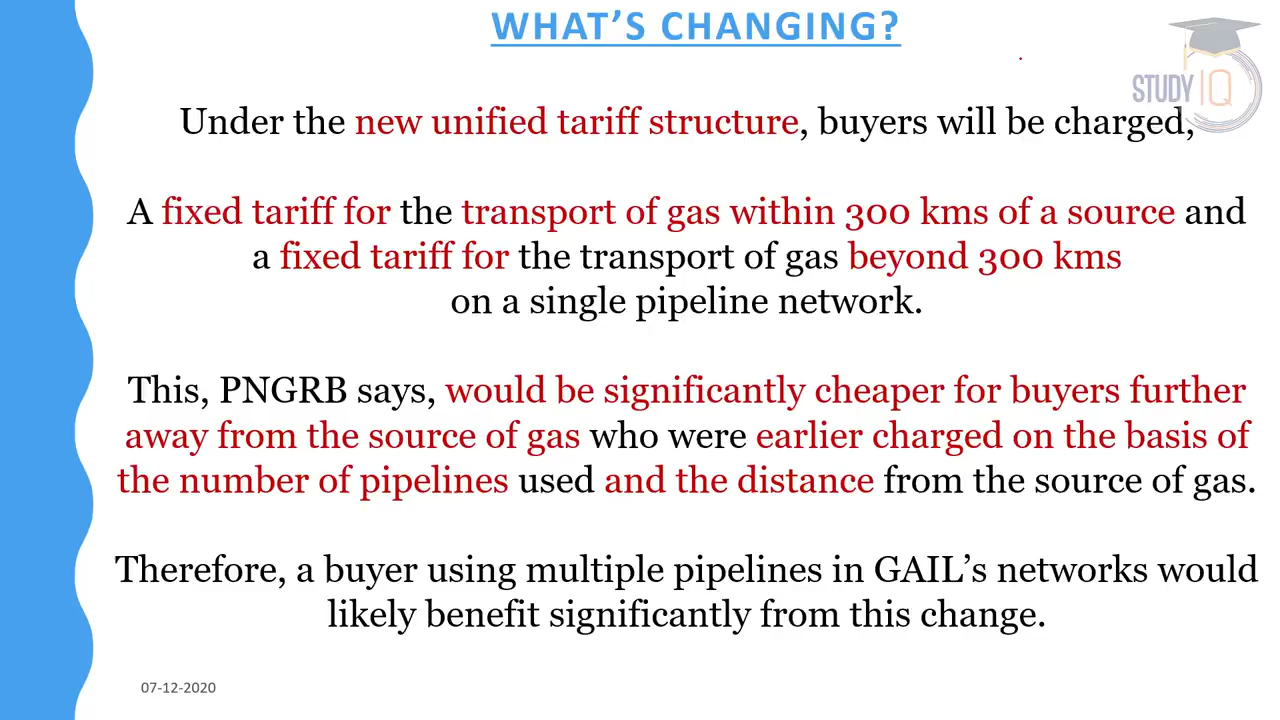 WHAT'S CHANGING?
STUDY IQ
Under the new unified tariff structure, buyers will be charged,
A fixed tariff for the transport of gas within 300 kms of a source and
a fixed tariff for the transport of gas beyond 300 kms
on a single pipeline network.
This, PNGRB says, would be significantly cheaper for buyers further
away from the source of gas who were earlier charged on the basis of
the number of pipelines used and the distance from the source of gas.
Therefore, a buyer using multiple pipelines in GAIL’s networks would
likely benefit significantly from this change.
07-12-2020